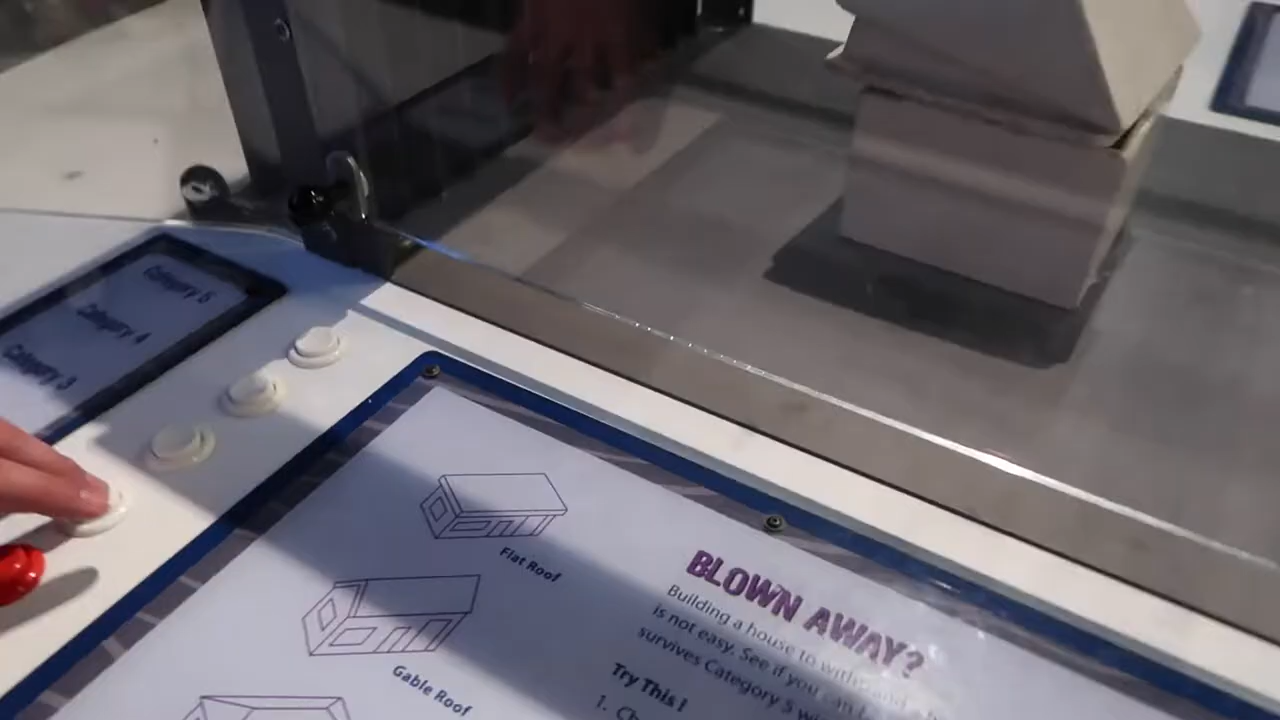 Category 5
Category 4
Category 3
Flat Roof
Gable Roof
BLOWN AWAY?
Building a house to
is not easy. See if you can
survives Category 5
Try This!
1.